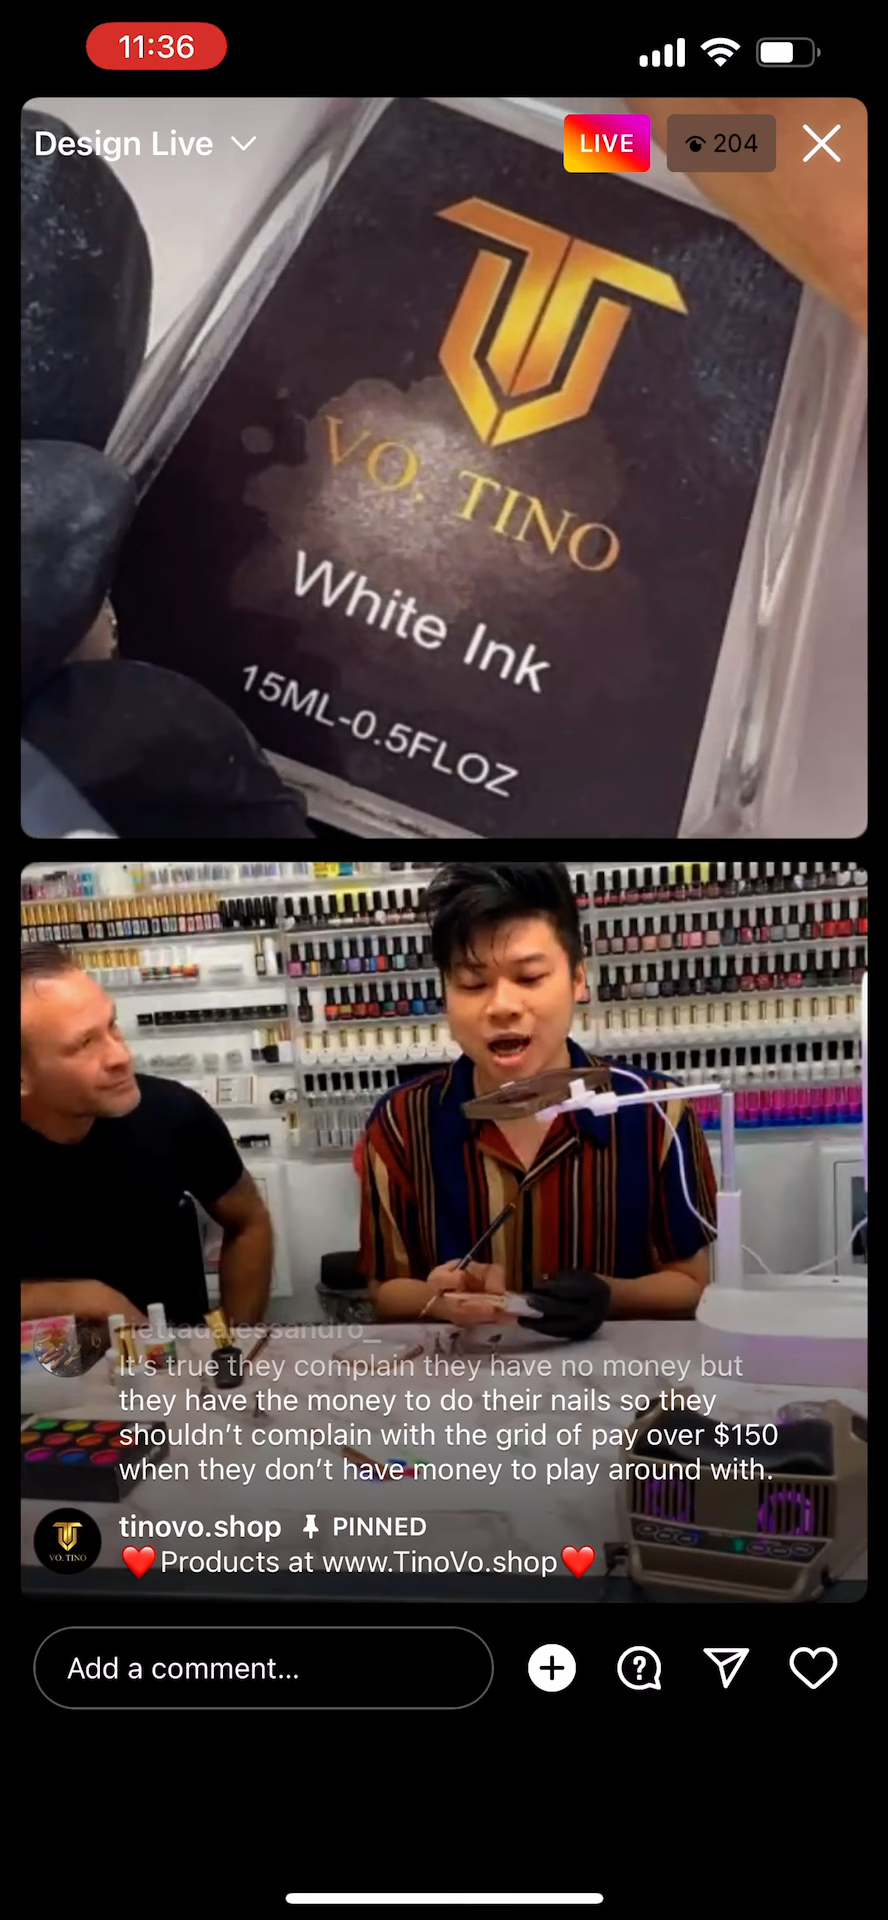 11:36
Design Live
LIVE
204
VO. TINO
White Ink
15ML-0.5FLOZ
It's true they complain they have no money but
they have the money to do their nails so they
shouldn't complain with the grid of pay over $150
when they don't have money to play around with.
tinovo.shop PINNED
VO. TINO
❤️Products at www.TinoVo.shop❤️
Add a comment...